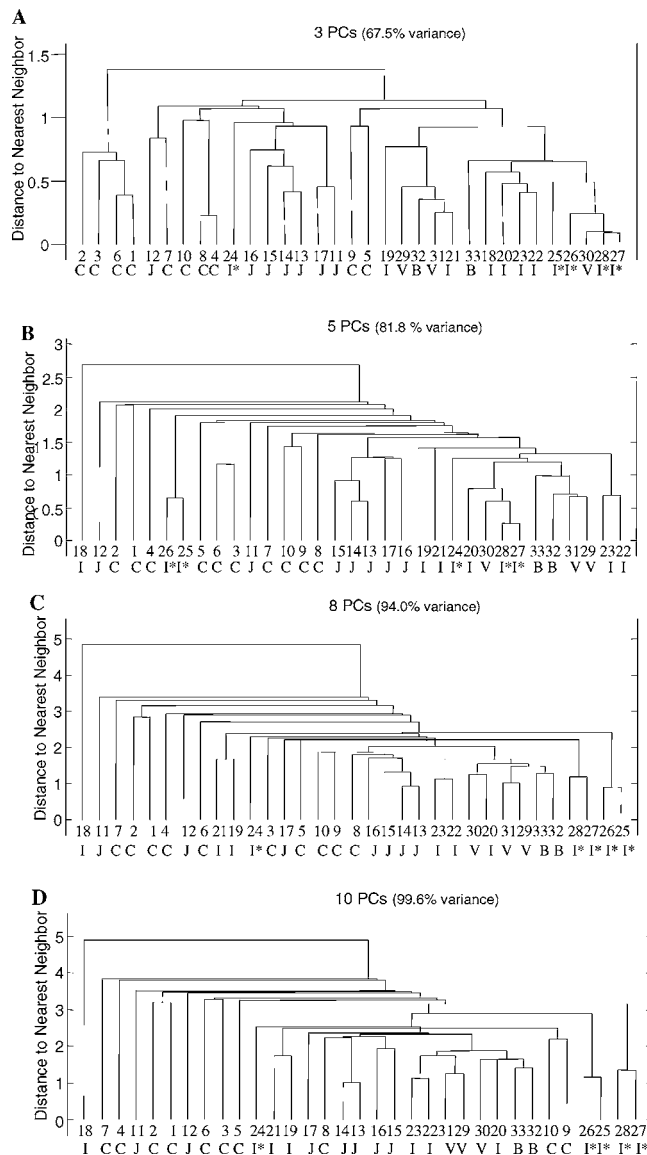 A
3 PCs (67.5% variance)
Distance to Nearest Neighbor
1.5
1
0.5
0
2 3 6 1 12 7 10 8 4 24 16 15 14 13 17 11 9 5 19 29 32 31 21 33 18 20 23 22 25 26 30 28 27
C C C C J C C C C I* J J J J J J C C I V B V I B I I I I I* I* V I* I*
B
5 PCs (81.8 % variance)
Distance to Nearest Neighbor
3
2.5
2
1.5
1
0.5
0
18 12 2 1 4 26 25 5 6 3 11 7 10 9 8 15 14 13 17 16 19 21 24 20 30 28 27 33 32 31 29 23 22
I J C C C I* I* C C C J C C C C J J J J J I I I* I V I* I* B B V V I I
C
8 PCs (94.0% variance)
Distance to Nearest Neighbor
5
4
3
2
1
0
18 11 7 2 1 4 12 6 21 19 24 3 17 5 10 9 8 16 15 14 13 23 22 30 20 31 29 33 32 28 27 26 25
I J C C C C J C I I I* C J C C C C J J J J I I V I V V B B I* I* I* I*
D
10 PCs (99.6% variance)
Distance to Nearest Neighbor
5
4
3
2
1
0
18 7 4 11 2 1 12 6 3 5 24 21 19 17 8 14 13 16 15 23 22 31 29 30 20 33 32 10 9 26 25 28 27
I C C J C C J C C C I* I I J C J J J J I I V V V I B B C C I* I* I* I*